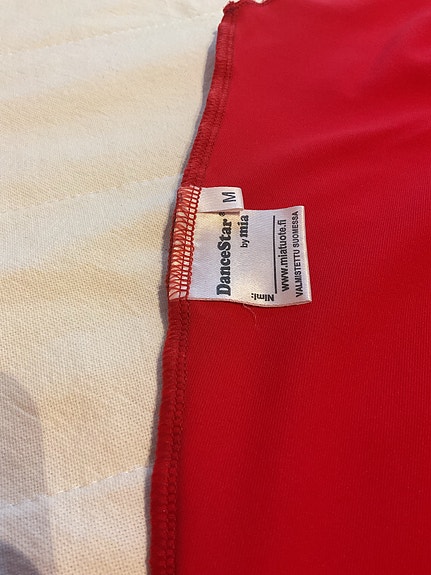 M
DanceStar®
by mia
Nimi:
www.miatuote.fi
VALMISTETTU SUOMESSA